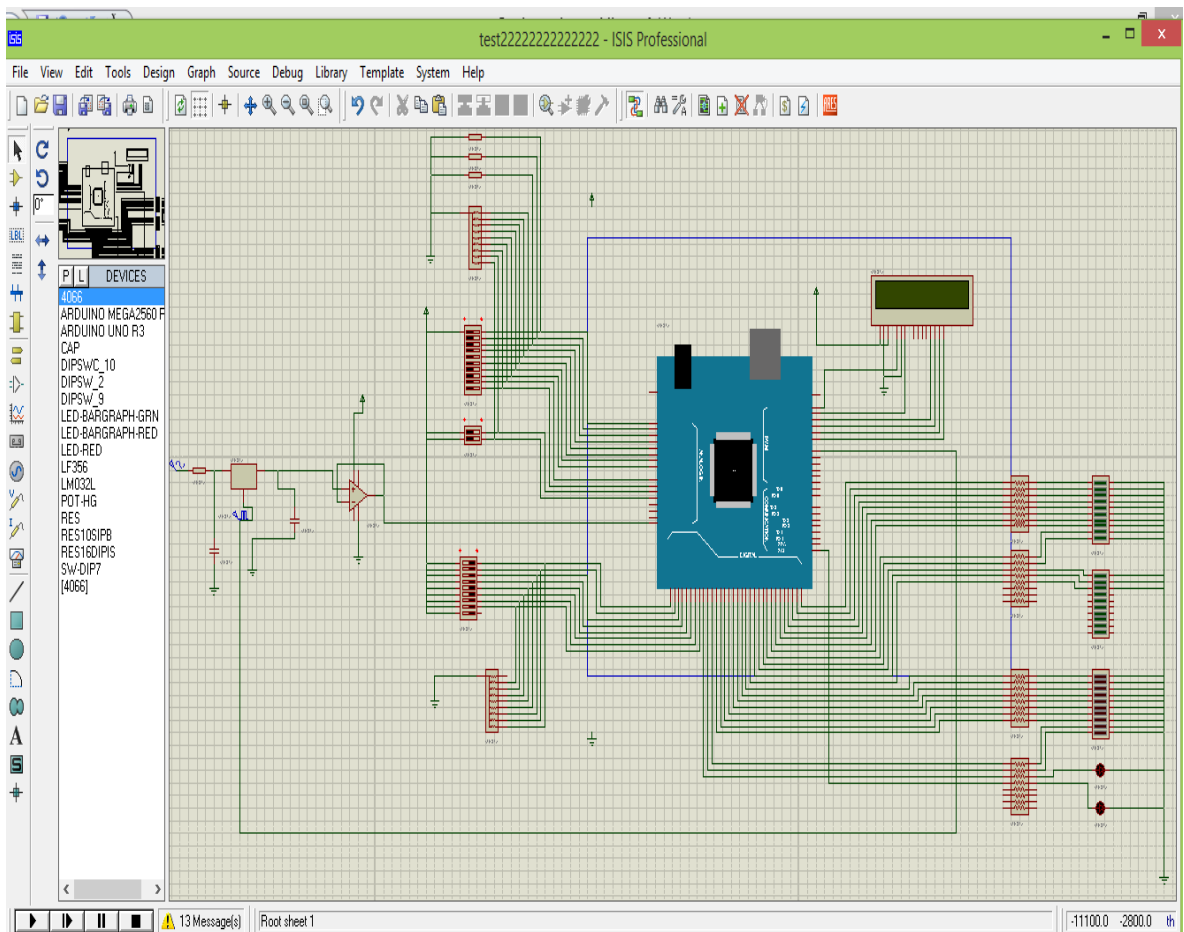 test22222222222222 - ISIS Professional
File View Edit Tools Design Graph Source Debug Library Template System Help
LBL
0°
P L DEVICES
4066
ARDUINO MEGA2560 F
ARDUINO UNO R3
CAP
DIPSWC_10
DIPSW_2
DIPSW_9
LED-BARGRAPH-GRN
LED-BARGRAPH-RED
LED-RED
LF356
LM032L
POT-HG
RES
RES10SIPB
RES16DIPIS
SW-DIP7
[4066]
A
S
DIGITAL
13 Message(s) Root sheet 1 -11100.0 -2800.0 th